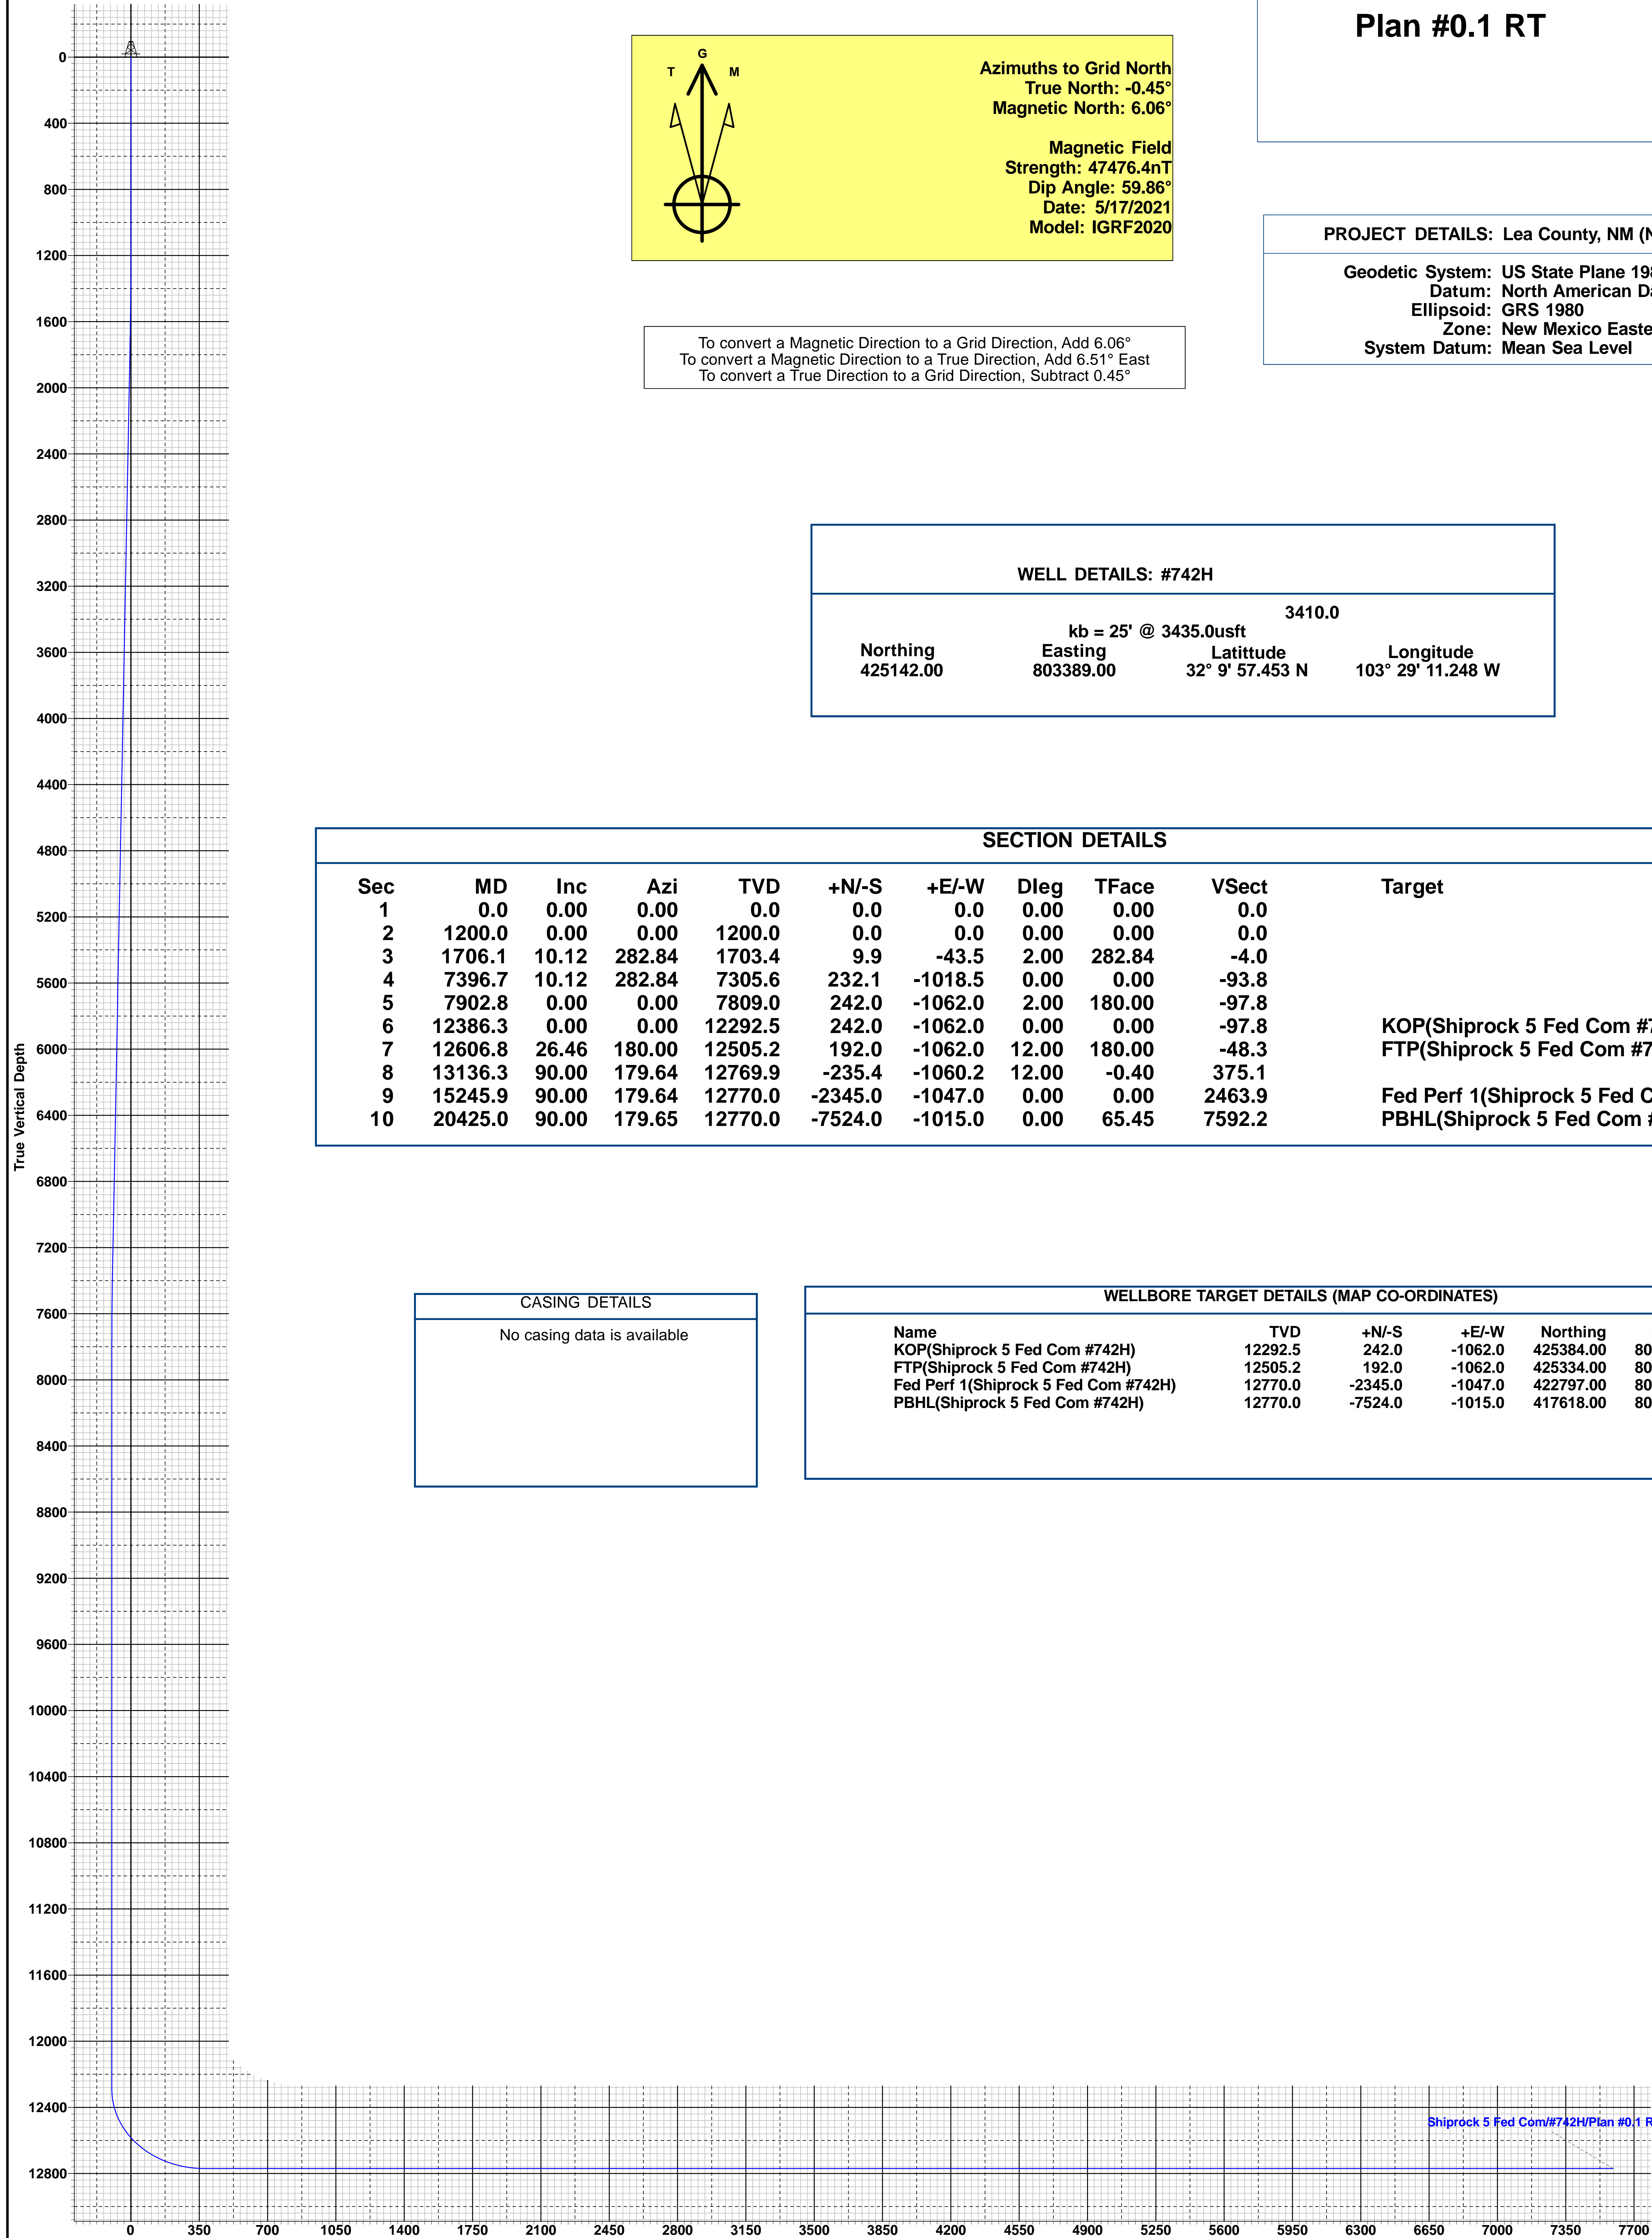 Plan #0.1 RT
G
T M
Azimuths to Grid North
True North: -0.45°
Magnetic North: 6.06°
Magnetic Field
Strength: 47476.4nT
Dip Angle: 59.86°
Date: 5/17/2021
Model: IGRF2020
PROJECT DETAILS: Lea County, NM (N
Geodetic System: US State Plane 198
Datum: North American Da
Ellipsoid: GRS 1980
Zone: New Mexico Easte
System Datum: Mean Sea Level
To convert a Magnetic Direction to a Grid Direction, Add 6.06°
To convert a Magnetic Direction to a True Direction, Add 6.51° East
To convert a True Direction to a Grid Direction, Subtract 0.45°
WELL DETAILS: #742H
3410.0
kb = 25' @ 3435.0usft
Northing Easting Latittude Longitude
425142.00 803389.00 32° 9' 57.453 N 103° 29' 11.248 W
SECTION DETAILS
Sec MD Inc Azi TVD +N/-S +E/-W Dleg TFace VSect Target
1 0.0 0.00 0.00 0.0 0.0 0.0 0.00 0.00 0.0
2 1200.0 0.00 0.00 1200.0 0.0 0.0 0.00 0.00 0.0
3 1706.1 10.12 282.84 1703.4 9.9 -43.5 2.00 282.84 -4.0
4 7396.7 10.12 282.84 7305.6 232.1 -1018.5 0.00 0.00 -93.8
5 7902.8 0.00 0.00 7809.0 242.0 -1062.0 2.00 180.00 -97.8
6 12386.3 0.00 0.00 12292.5 242.0 -1062.0 0.00 0.00 -97.8 KOP(Shiprock 5 Fed Com #7
7 12606.8 26.46 180.00 12505.2 192.0 -1062.0 12.00 180.00 -48.3 FTP(Shiprock 5 Fed Com #7
8 13136.3 90.00 179.64 12769.9 -235.4 -1060.2 12.00 -0.40 375.1
9 15245.9 90.00 179.64 12770.0 -2345.0 -1047.0 0.00 0.00 2463.9 Fed Perf 1(Shiprock 5 Fed C
10 20425.0 90.00 179.65 12770.0 -7524.0 -1015.0 0.00 65.45 7592.2 PBHL(Shiprock 5 Fed Com #
CASING DETAILS
No casing data is available
WELLBORE TARGET DETAILS (MAP CO-ORDINATES)
Name TVD +N/-S +E/-W Northing
KOP(Shiprock 5 Fed Com #742H) 12292.5 242.0 -1062.0 425384.00 80
FTP(Shiprock 5 Fed Com #742H) 12505.2 192.0 -1062.0 425334.00 80
Fed Perf 1(Shiprock 5 Fed Com #742H) 12770.0 -2345.0 -1047.0 422797.00 80
PBHL(Shiprock 5 Fed Com #742H) 12770.0 -7524.0 -1015.0 417618.00 80
True Vertical Depth
0
400
800
1200
1600
2000
2400
2800
3200
3600
4000
4400
4800
5200
5600
6000
6400
6800
7200
7600
8000
8400
8800
9200
9600
10000
10400
10800
11200
11600
12000
12400
12800
Shiprock 5 Fed Com/#742H/Plan #0.1 R
0 350 700 1050 1400 1750 2100 2450 2800 3150 3500 3850 4200 4550 4900 5250 5600 5950 6300 6650 7000 7350 7700